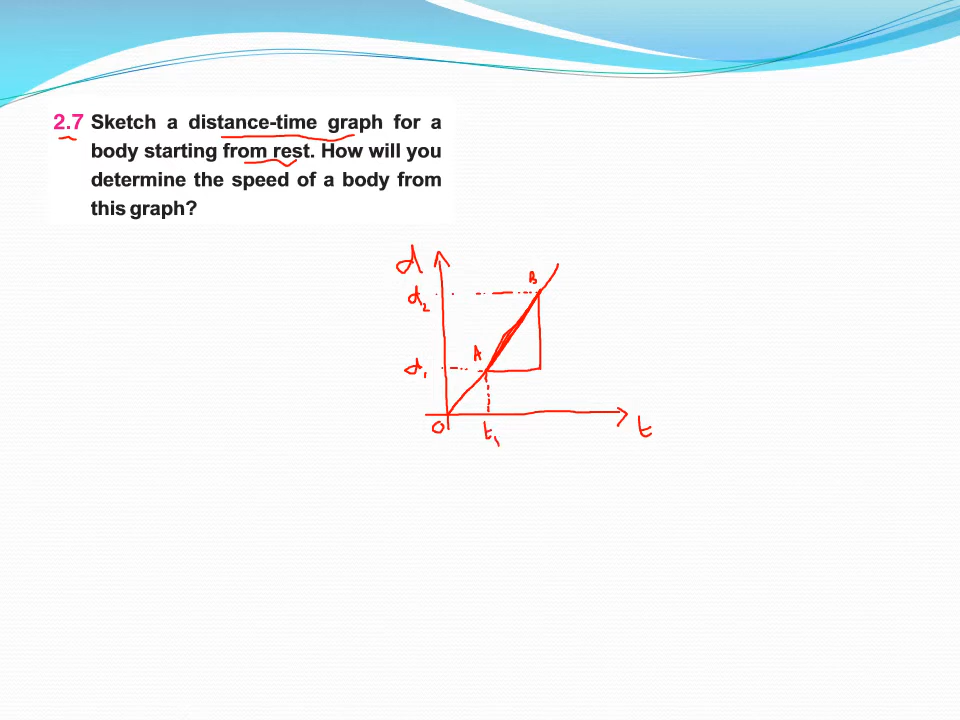 2.7 Sketch a distance-time graph for a
body starting from rest. How will you
determine the speed of a body from
this graph?
d
B
d₂
A
d₁
O
t₁
t